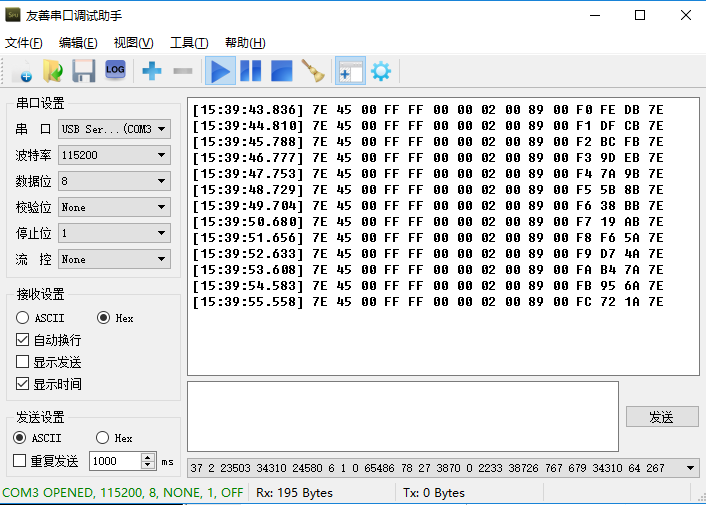 友善串口调试助手
文件(F) 编辑(E) 视图(V) 工具(T) 帮助(H)
LOG
串口设置
串 口 USB Ser...(COM3
波特率 115200
数据位 8
校验位 None
停止位 1
流 控 None
接收设置
ASCII Hex
自动换行
显示发送
显示时间
发送设置
ASCII Hex
重复发送 1000 ms
[15:39:43.836] 7E 45 00 FF FF 00 00 02 00 89 00 F0 FE DB 7E
[15:39:44.810] 7E 45 00 FF FF 00 00 02 00 89 00 F1 DF CB 7E
[15:39:45.788] 7E 45 00 FF FF 00 00 02 00 89 00 F2 BC FB 7E
[15:39:46.777] 7E 45 00 FF FF 00 00 02 00 89 00 F3 9D EB 7E
[15:39:47.753] 7E 45 00 FF FF 00 00 02 00 89 00 F4 7A 9B 7E
[15:39:48.729] 7E 45 00 FF FF 00 00 02 00 89 00 F5 5B 8B 7E
[15:39:49.704] 7E 45 00 FF FF 00 00 02 00 89 00 F6 38 BB 7E
[15:39:50.680] 7E 45 00 FF FF 00 00 02 00 89 00 F7 19 AB 7E
[15:39:51.656] 7E 45 00 FF FF 00 00 02 00 89 00 F8 F6 5A 7E
[15:39:52.633] 7E 45 00 FF FF 00 00 02 00 89 00 F9 D7 4A 7E
[15:39:53.608] 7E 45 00 FF FF 00 00 02 00 89 00 FA B4 7A 7E
[15:39:54.583] 7E 45 00 FF FF 00 00 02 00 89 00 FB 95 6A 7E
[15:39:55.558] 7E 45 00 FF FF 00 00 02 00 89 00 FC 72 1A 7E
发送
37 2 23503 34310 24580 6 1 0 65486 78 27 3870 0 2233 38726 767 679 34310 64 267
COM3 OPENED, 115200, 8, NONE, 1, OFF Rx: 195 Bytes Tx: 0 Bytes